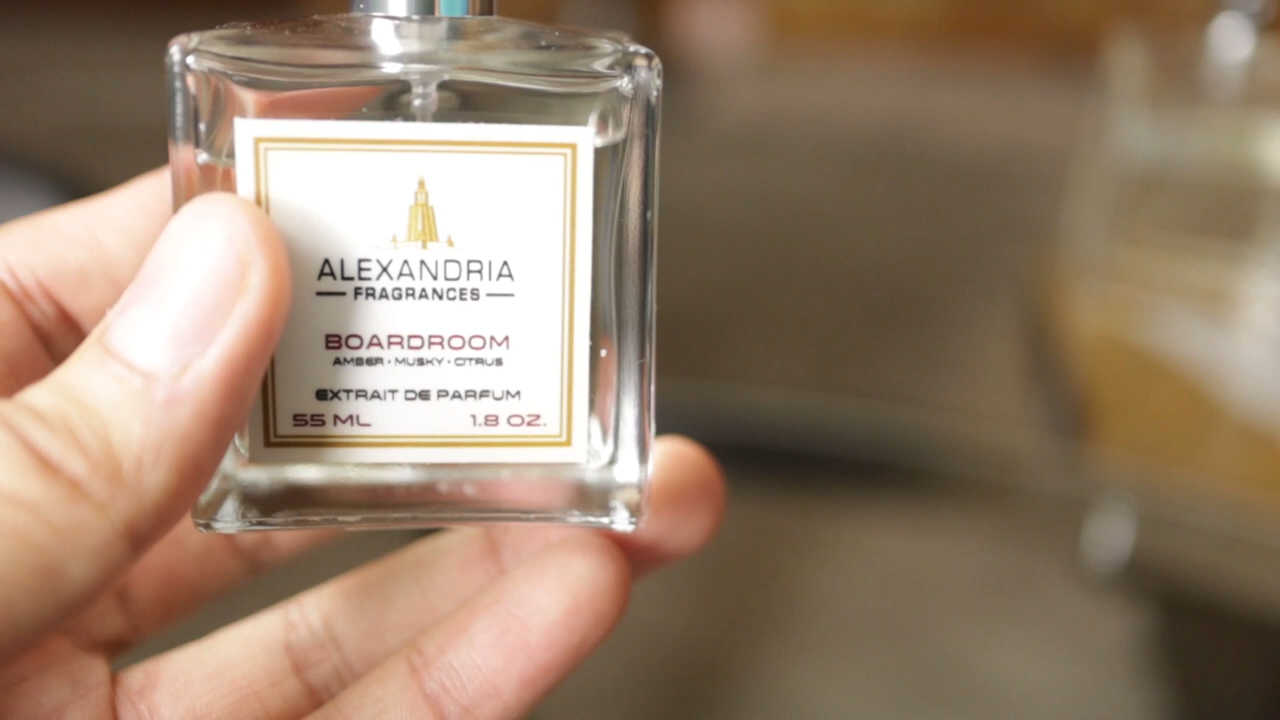 ALEXANDRIA
FRAGRANCES
BOARDROOM
AMBER • MUSKY • CITRUS
EXTRAIT DE PARFUM
55 ML 1.8 OZ.